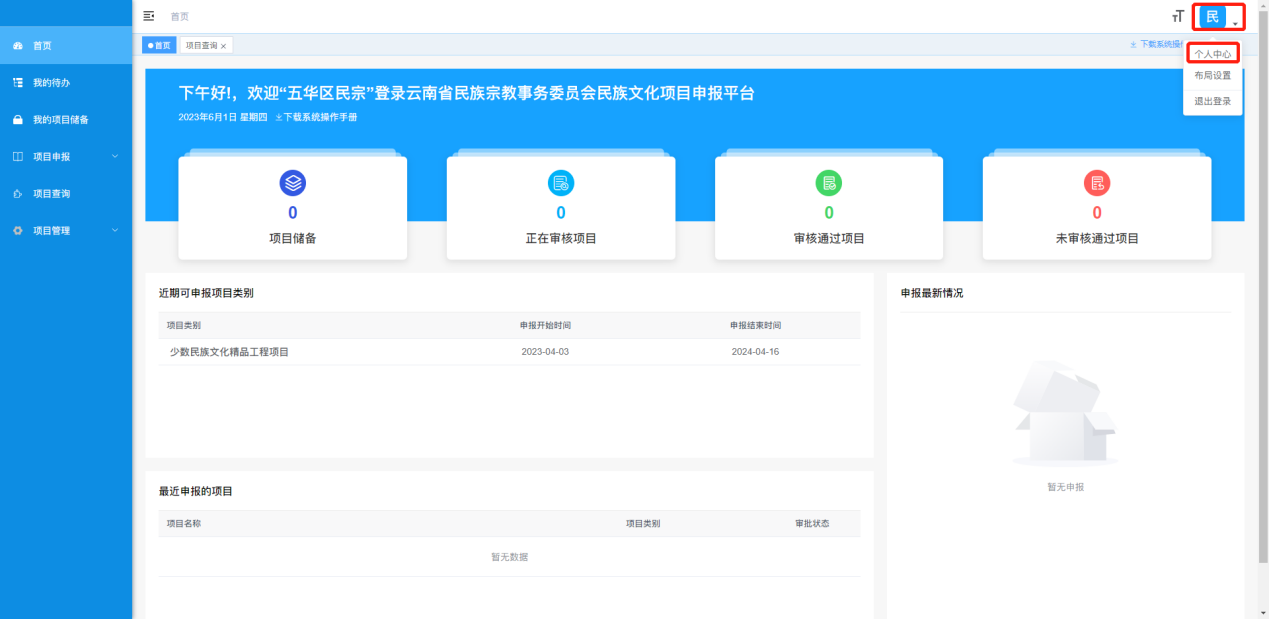 首页
民
首页
项目查询 ×
下载系统操
个人中心
布局设置
退出登录
首页
我的待办
我的项目储备
项目申报
项目查询
项目管理
下午好!，欢迎“五华区民宗”登录云南省民族宗教事务委员会民族文化项目申报平台
2023年6月1日 星期四 下载系统操作手册
0
项目储备
0
正在审核项目
0
审核通过项目
0
未审核通过项目
近期可申报项目类别
项目类别 申报开始时间 申报结束时间
少数民族文化精品工程项目 2023-04-03 2024-04-16
申报最新情况
暂无申报
最近申报的项目
项目名称 项目类别 审批状态
暂无数据